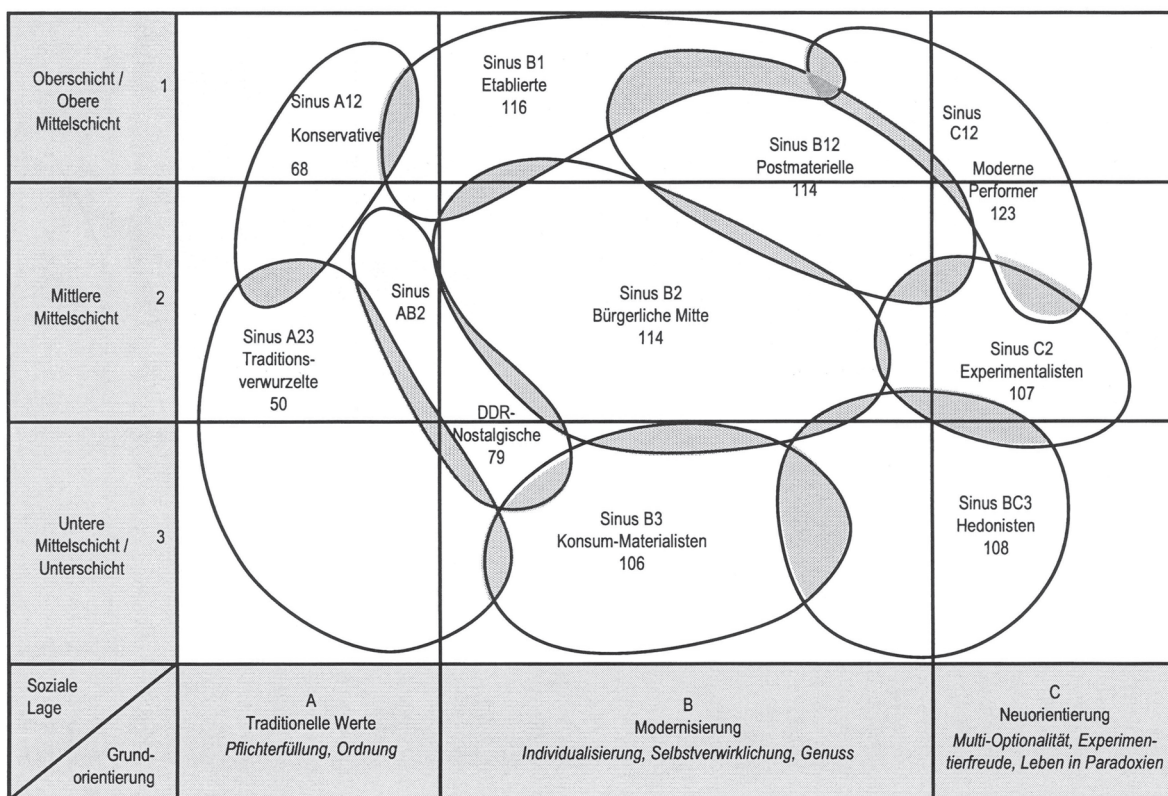 Oberschicht /
Obere
Mittelschicht
1
Sinus A12
Konservative
68
Sinus B1
Etablierte
116
Sinus B12
Postmaterielle
114
Sinus
C12
Moderne
Performer
123
Mittlere
Mittelschicht
2
Sinus A23
Traditions-
verwurzelte
50
Sinus
AB2
DDR-
Nostalgische
79
Sinus B2
Bürgerliche Mitte
114
Sinus C2
Experimentalisten
107
Untere
Mittelschicht /
Unterschicht
3
Sinus B3
Konsum-Materialisten
106
Sinus BC3
Hedonisten
108
Soziale
Lage
Grund-
orientierung
A
Traditionelle Werte
Pflichterfüllung, Ordnung
B
Modernisierung
Individualisierung, Selbstverwirklichung, Genuss
C
Neuorientierung
Multi-Optionalität, Experimen-
tierfreude, Leben in Paradoxien